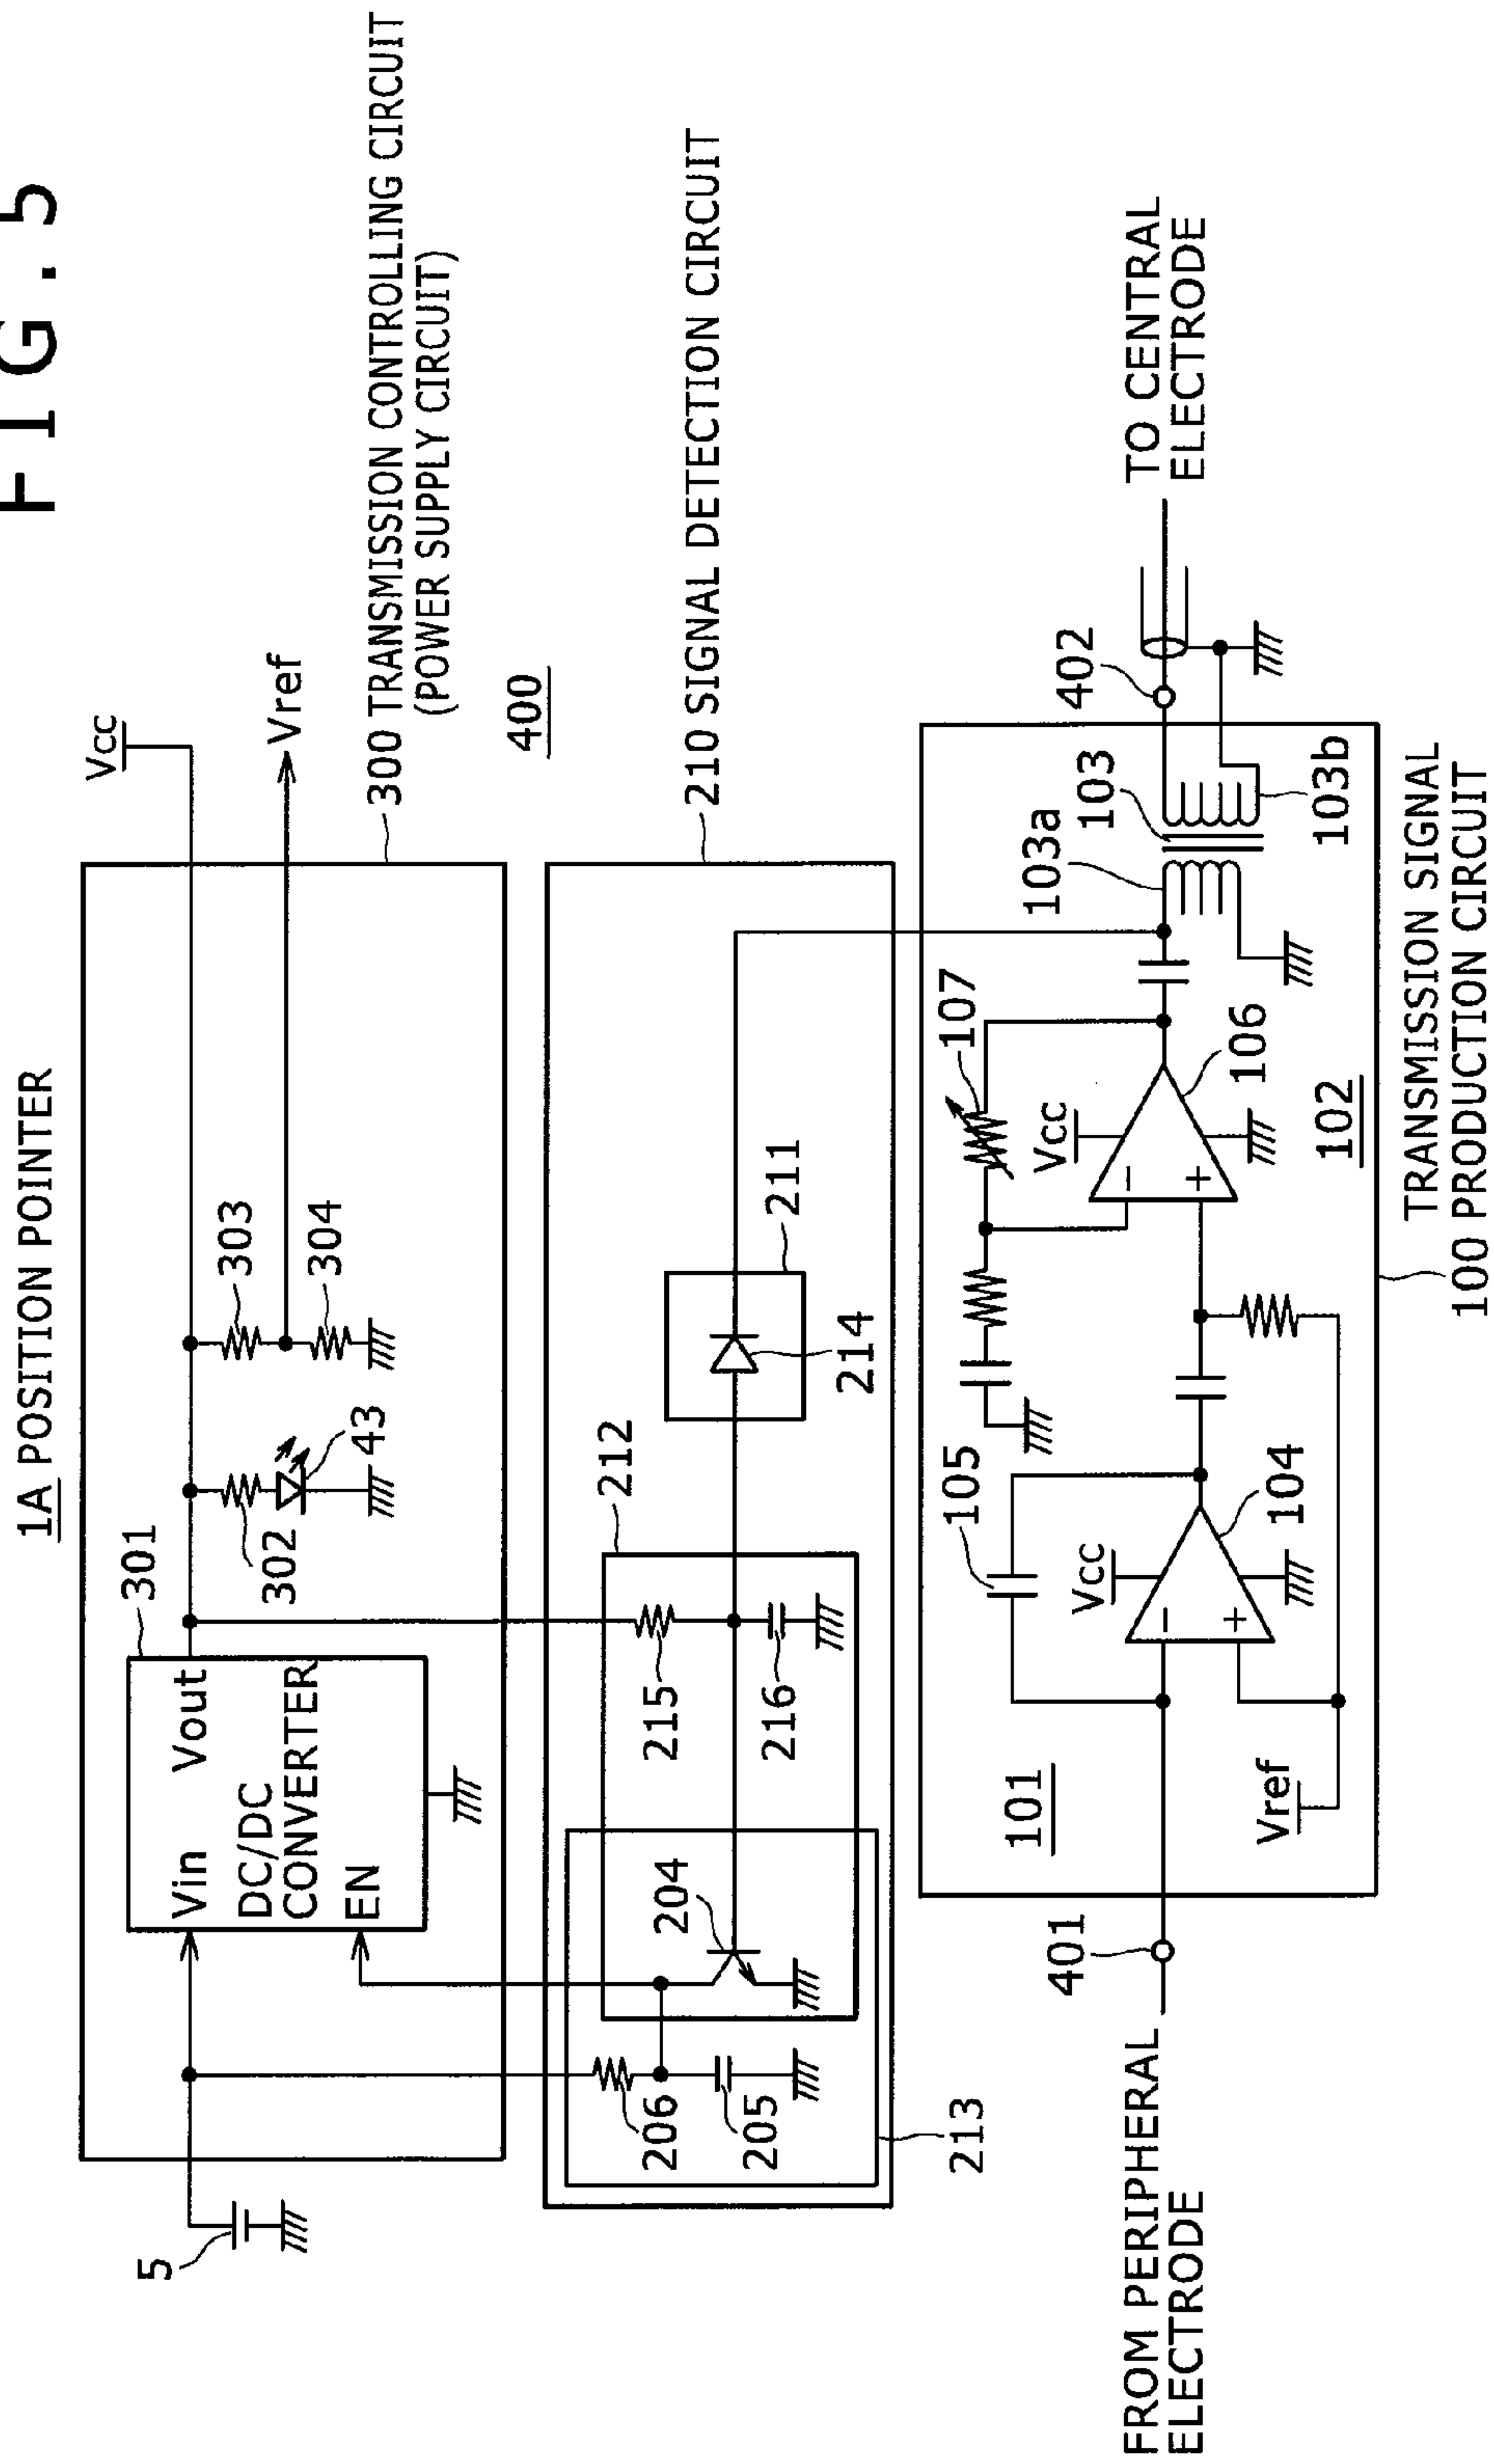 FIG. 5
1A POSITION POINTER
Vcc
Vref
301
Vin
Vout
DC/DC
CONVERTER
EN
5
302
43
303
304
300 TRANSMISSION CONTROLLING CIRCUIT
(POWER SUPPLY CIRCUIT)
400
210 SIGNAL DETECTION CIRCUIT
212
211
214
215
216
204
206
205
213
FROM PERIPHERAL
ELECTRODE
401
101
105
Vcc
104
Vref
107
Vcc
106
102
103a
103
103b
402
TO CENTRAL
ELECTRODE
TRANSMISSION SIGNAL
100 PRODUCTION CIRCUIT